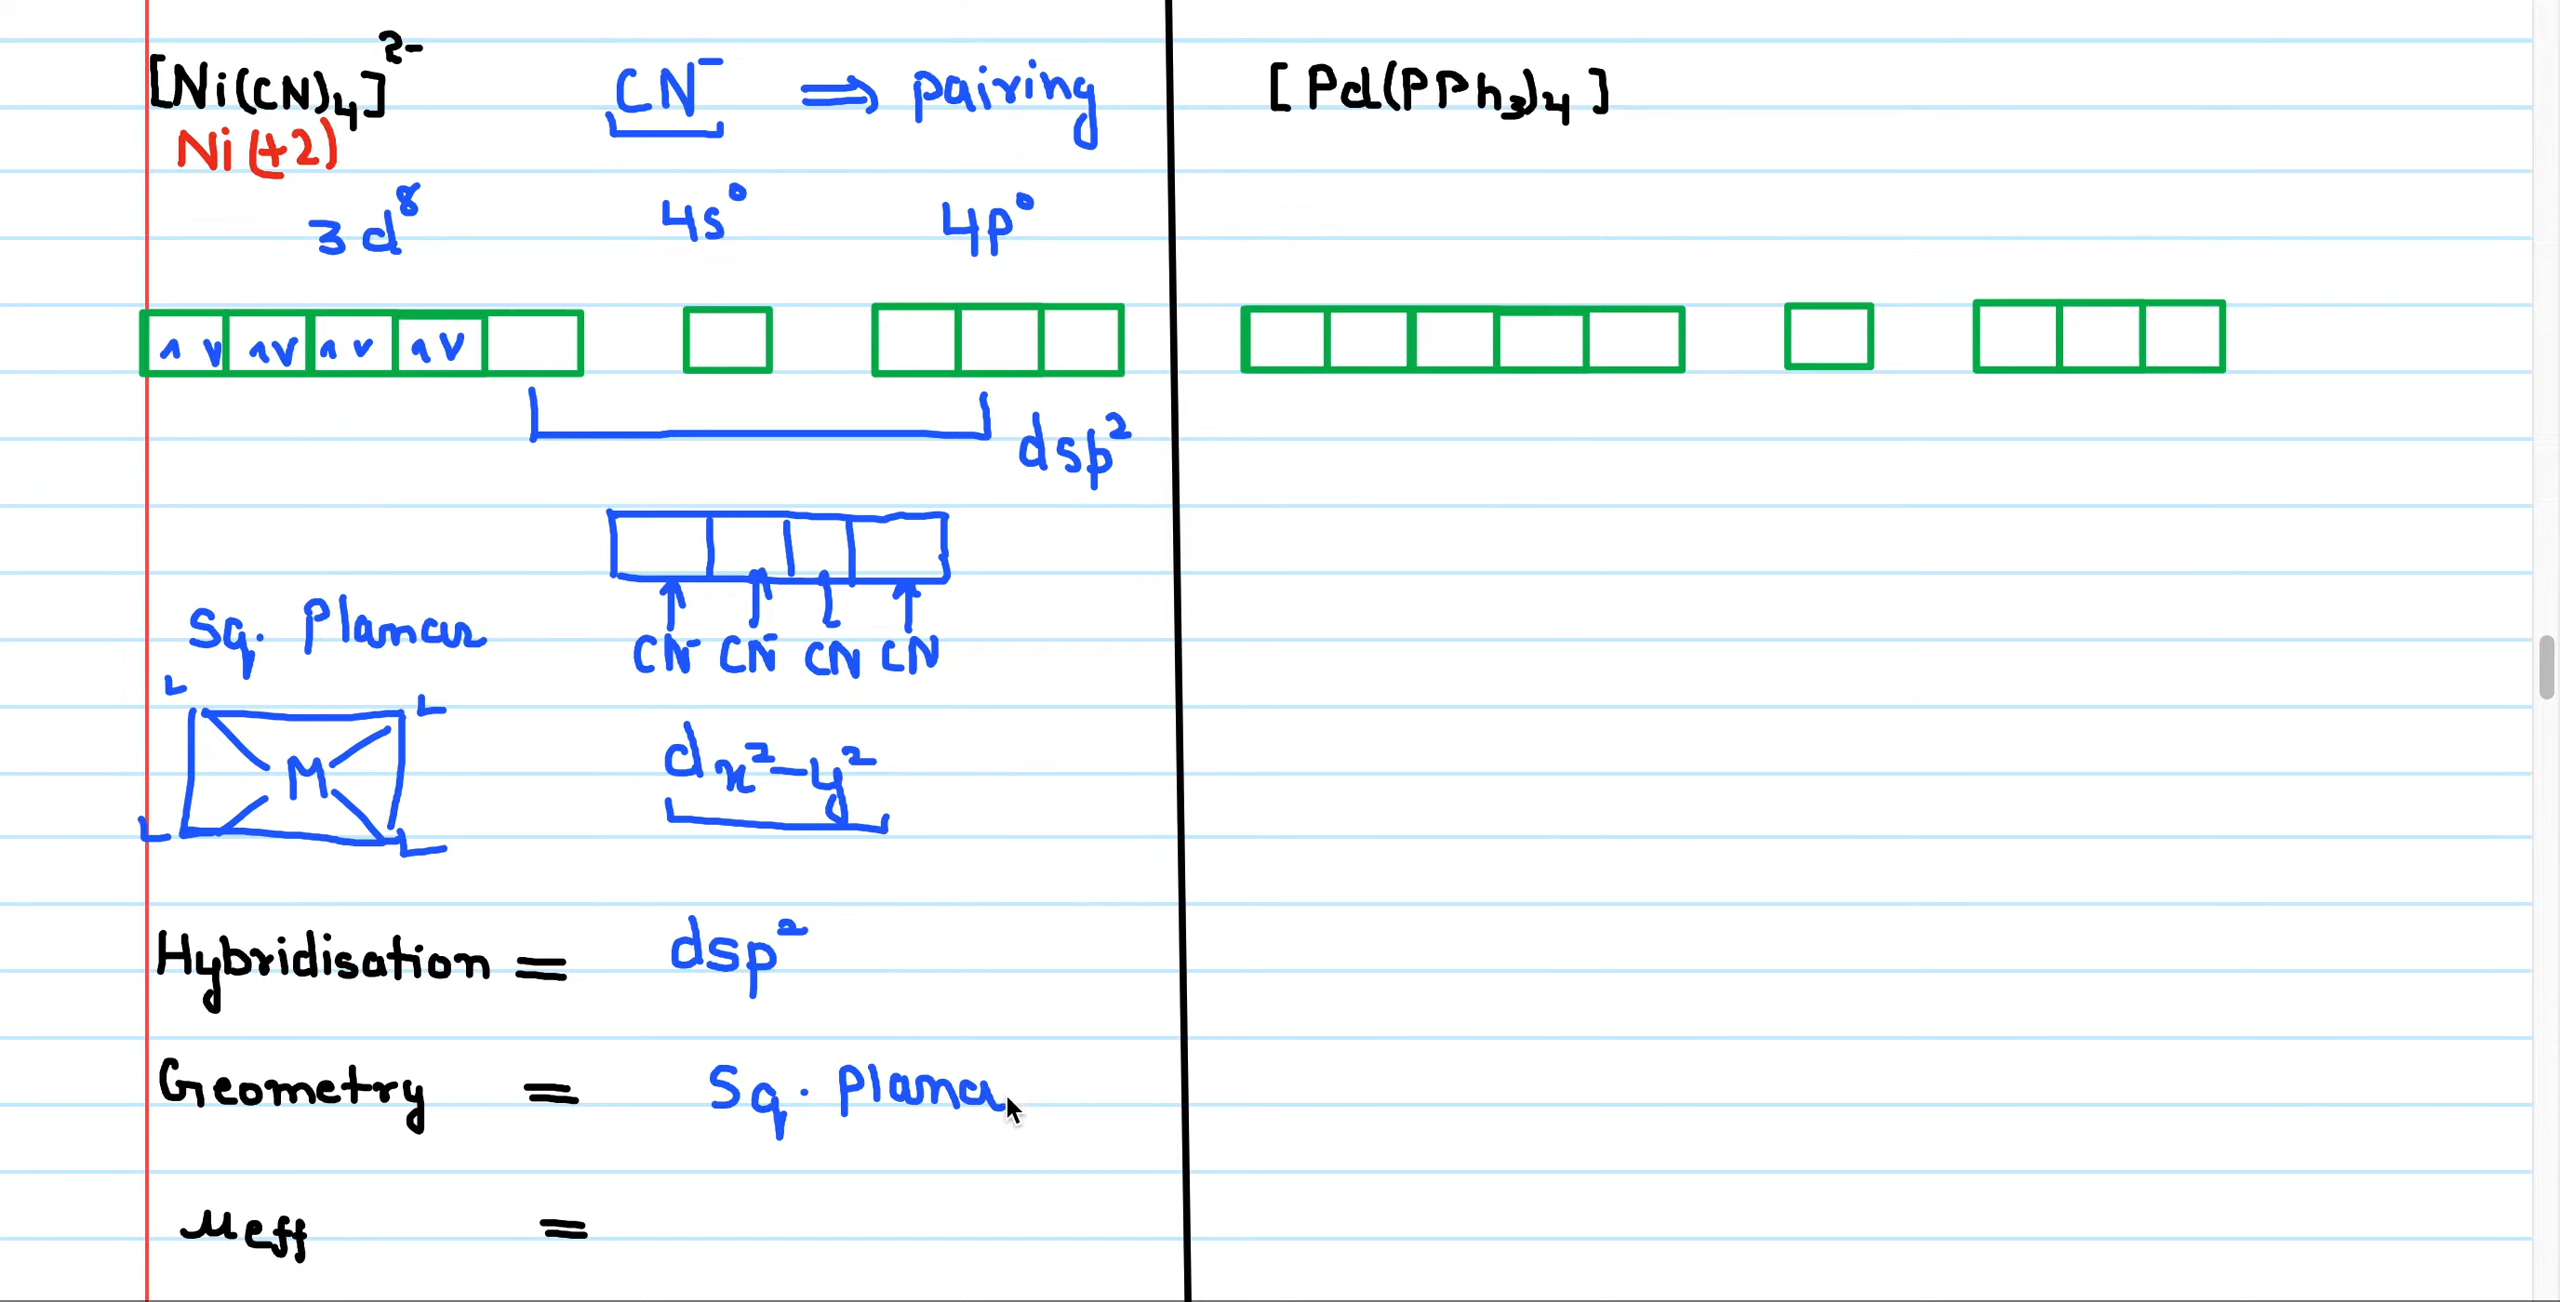 [Ni(CN)₄]²⁻ CN⁻ ⟹ pairing
Ni(+2)
3d⁸ 4s⁰ 4p⁰
dsp²
CN⁻ CN⁻ CN CN
Sq. Planar
L L
M
L L
dx²-y²
Hybridisation = dsp²
Geometry = Sq. Plana
μeff =
[Pd(PPh₃)₄]